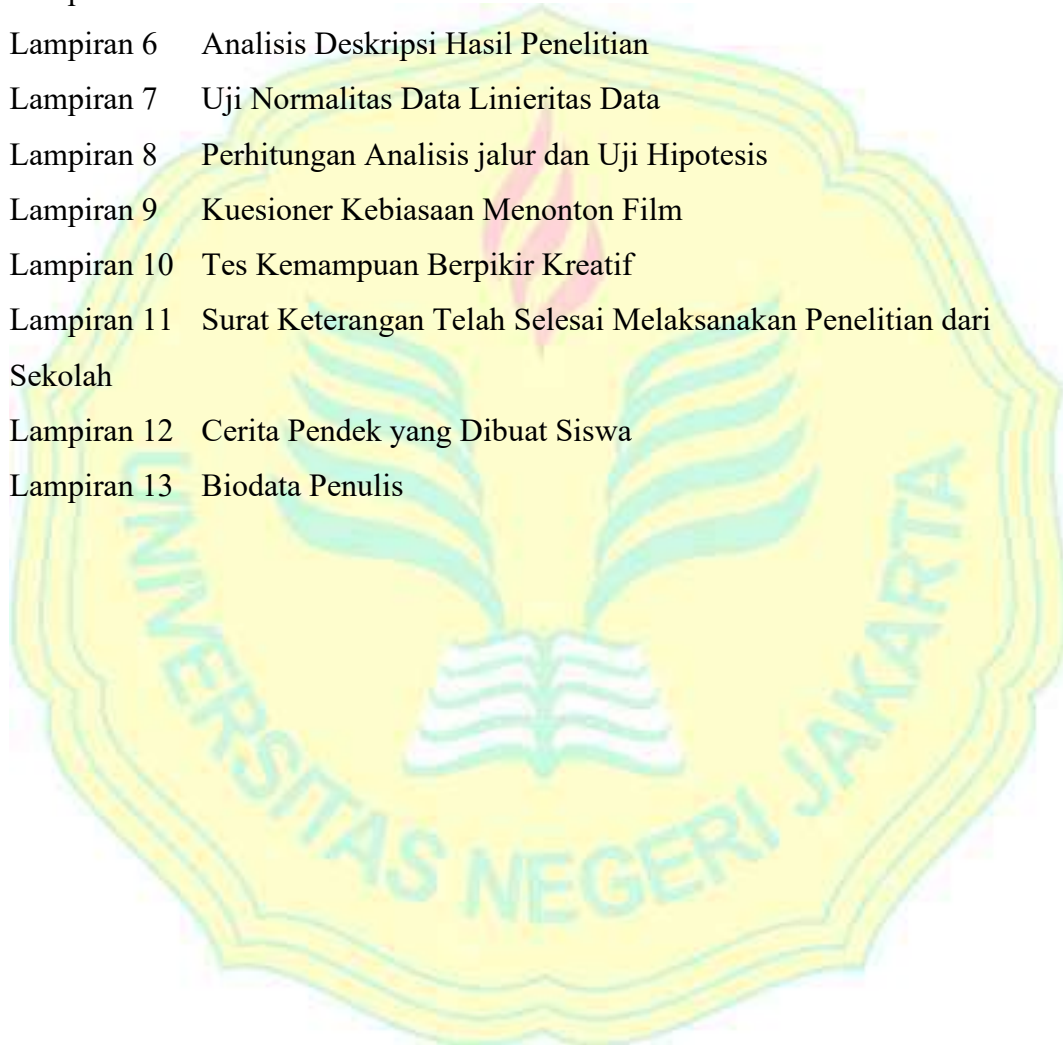 Lampiran 6 Analisis Deskripsi Hasil Penelitian
Lampiran 7 Uji Normalitas Data Linieritas Data
Lampiran 8 Perhitungan Analisis jalur dan Uji Hipotesis
Lampiran 9 Kuesioner Kebiasaan Menonton Film
Lampiran 10 Tes Kemampuan Berpikir Kreatif
Lampiran 11 Surat Keterangan Telah Selesai Melaksanakan Penelitian dari
Sekolah
Lampiran 12 Cerita Pendek yang Dibuat Siswa
Lampiran 13 Biodata Penulis
UNIVERSITAS NEGERI JAKARTA